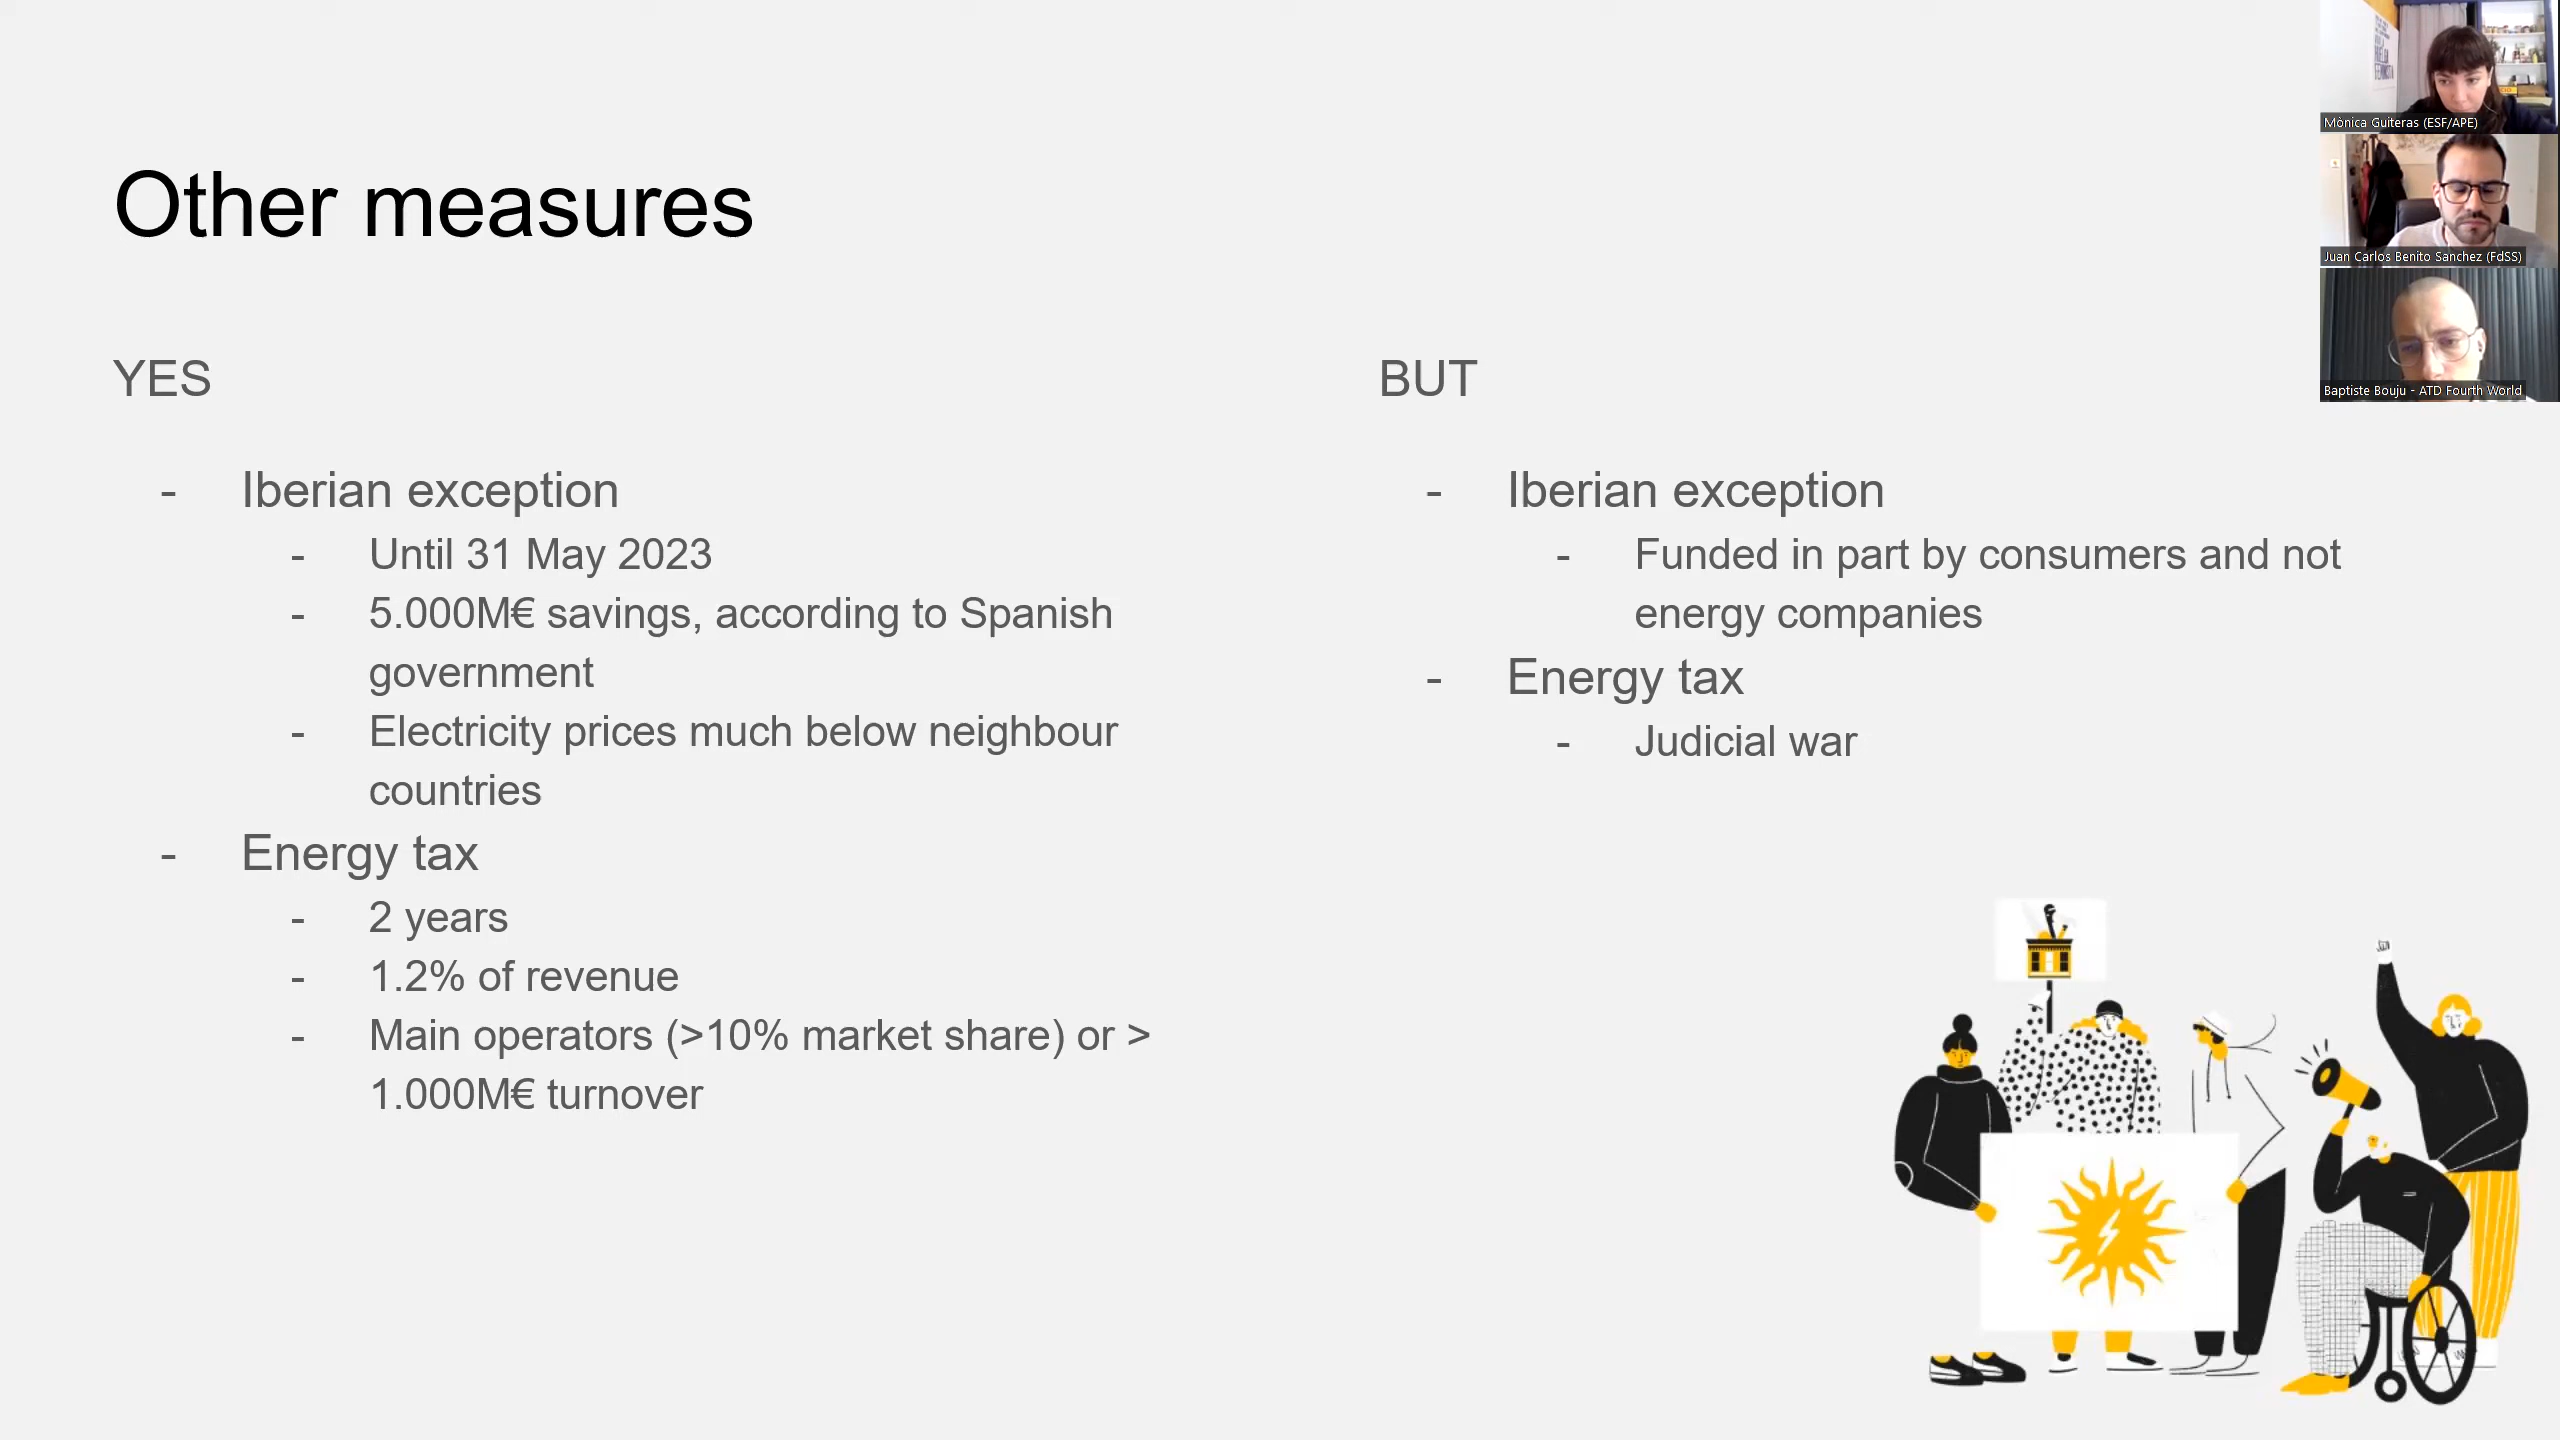 Other measures
YES
- Iberian exception
- Until 31 May 2023
- 5.000M€ savings, according to Spanish
government
- Electricity prices much below neighbour
countries
- Energy tax
- 2 years
- 1.2% of revenue
- Main operators (>10% market share) or >
1.000M€ turnover
BUT
- Iberian exception
- Funded in part by consumers and not
energy companies
- Energy tax
- Judicial war
Mònica Guiteras (ESF/APE)
Juan Carlos Benito Sanchez (FdSS)
Baptiste Bouju - ATD Fourth World